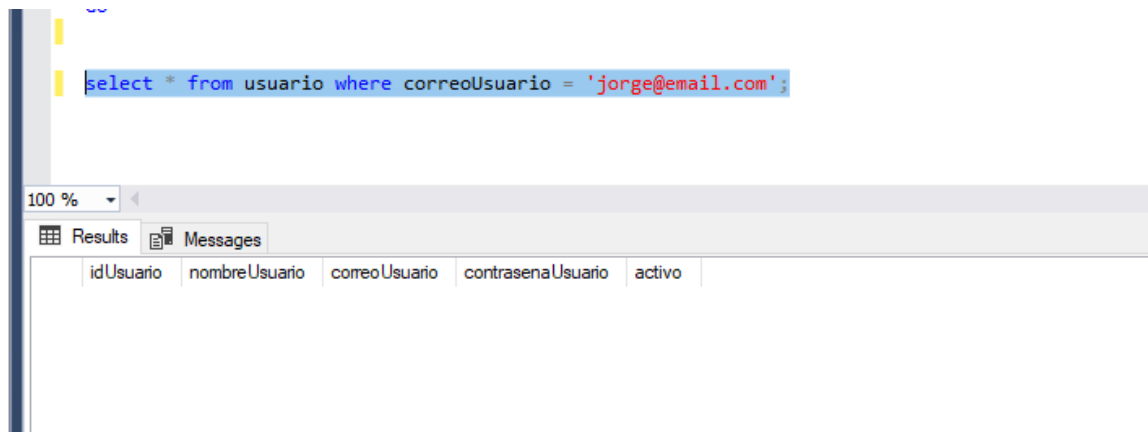 select * from usuario where correoUsuario = 'jorge@email.com';
100 %
Results Messages
idUsuario nombreUsuario correoUsuario contrasenaUsuario activo